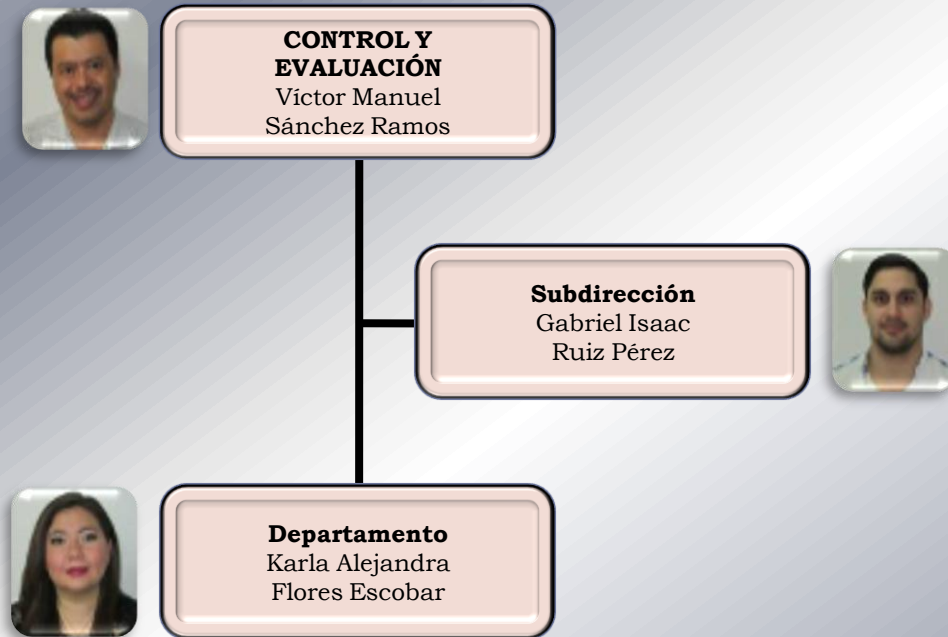 CONTROL Y
EVALUACIÓN
Víctor Manuel
Sánchez Ramos
Subdirección
Gabriel Isaac
Ruiz Pérez
Departamento
Karla Alejandra
Flores Escobar